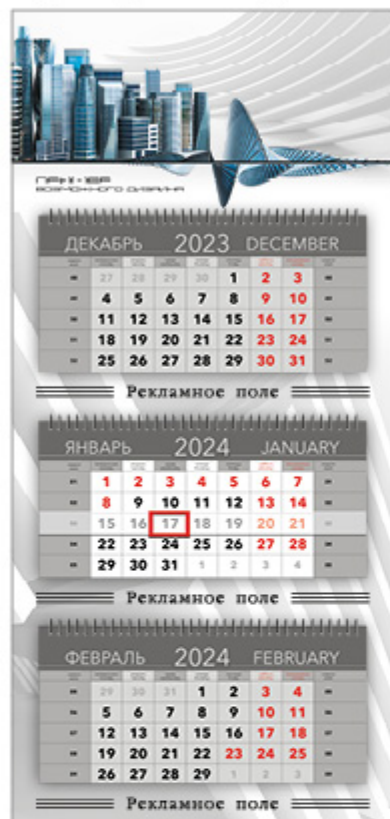 ВОЗМОЖНОГО ДИЗАЙНА
ДЕКАБРЬ 2023 DECEMBER
27 28 29 30 1 2 3
4 5 6 7 8 9 10
11 12 13 14 15 16 17
18 19 20 21 22 23 24
25 26 27 28 29 30 31
Рекламное поле
ЯНВАРЬ 2024 JANUARY
1 2 3 4 5 6 7
8 9 10 11 12 13 14
15 16 17 18 19 20 21
22 23 24 25 26 27 28
29 30 31 1 2 3 4
Рекламное поле
ФЕВРАЛЬ 2024 FEBRUARY
29 30 31 1 2 3 4
5 6 7 8 9 10 11
12 13 14 15 16 17 18
19 20 21 22 23 24 25
26 27 28 29 1 2 3
Рекламное поле